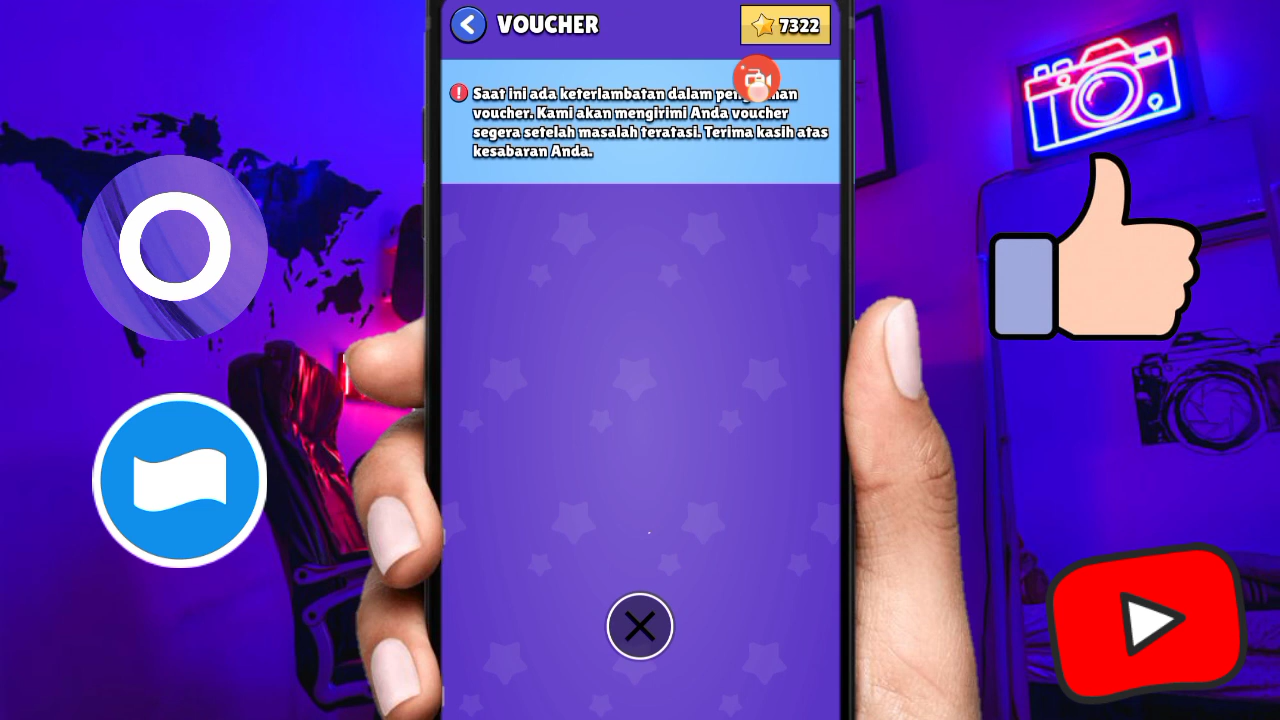 VOUCHER
7322
Saat ini ada keterlambatan dalam
voucher. Kami akan mengirimi Anda voucher
segera setelah masalah teratasi. Terima kasih atas
kesabaran Anda.